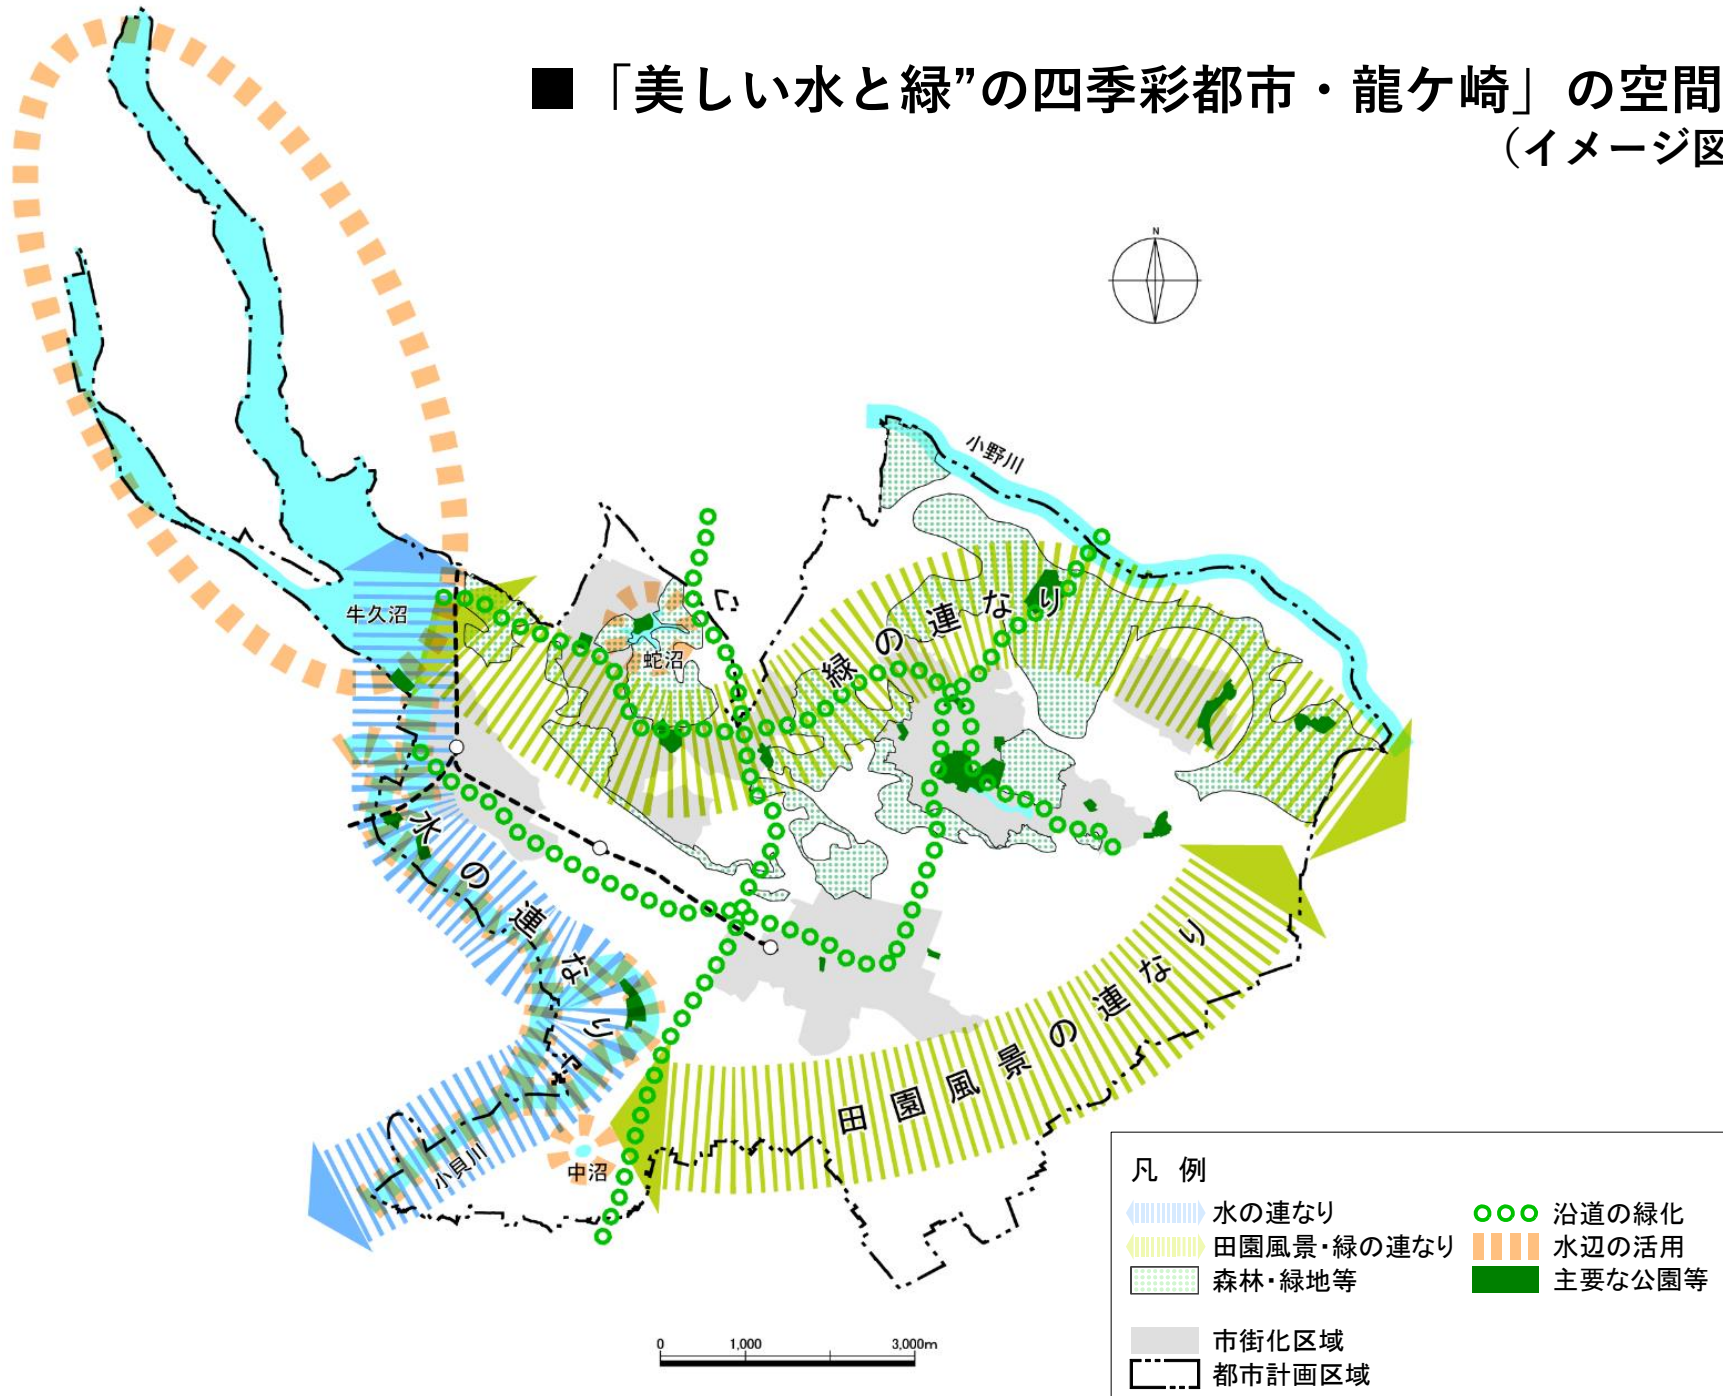 ■「美しい水と緑”の四季彩都市・龍ケ崎」の空間
（イメージ図
N
小野川
牛久沼
蛇沼
緑の連なり
水の連なり
田園風景の連なり
小貝川
中沼
凡 例
水の連なり
田園風景・緑の連なり
森林・緑地等
市街化区域
都市計画区域
沿道の緑化
水辺の活用
主要な公園等
0 1,000 3,000m